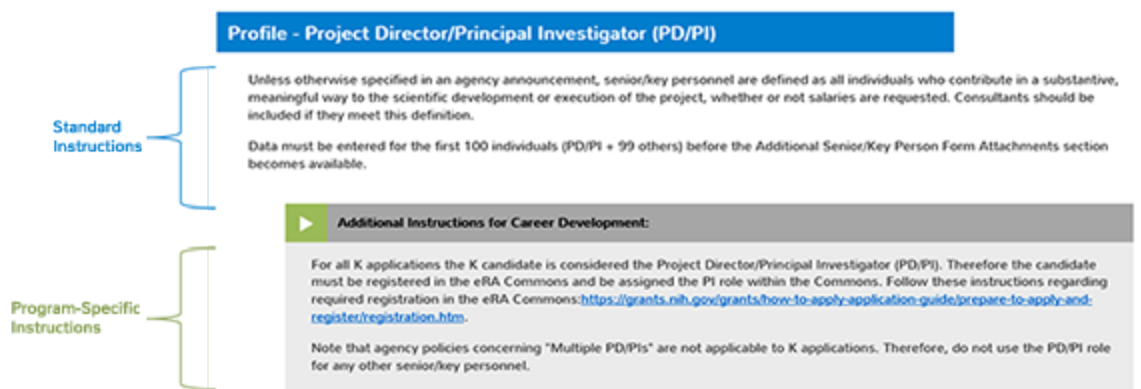 Profile - Project Director/Principal Investigator (PD/PI)
Unless otherwise specified in an agency announcement, senior/key personnel are defined as all individuals who contribute in a substantive,
meaningful way to the scientific development or execution of the project, whether or not salaries are requested. Consultants should be
included if they meet this definition.
Data must be entered for the first 100 individuals (PD/PI + 99 others) before the Additional Senior/Key Person Form Attachments section
becomes available.
Standard
Instructions
Additional Instructions for Career Development:
For all K applications the K candidate is considered the Project Director/Principal Investigator (PD/PI). Therefore the candidate
must be registered in the eRA Commons and be assigned the PI role within the Commons. Follow these instructions regarding
required registration in the eRA Commons:https://grants.nih.gov/grants/how-to-apply-application-guide/prepare-to-apply-and-
register/registration.htm.
Note that agency policies concerning "Multiple PD/PIs" are not applicable to K applications. Therefore, do not use the PD/PI role
for any other senior/key personnel.
Program-Specific
Instructions